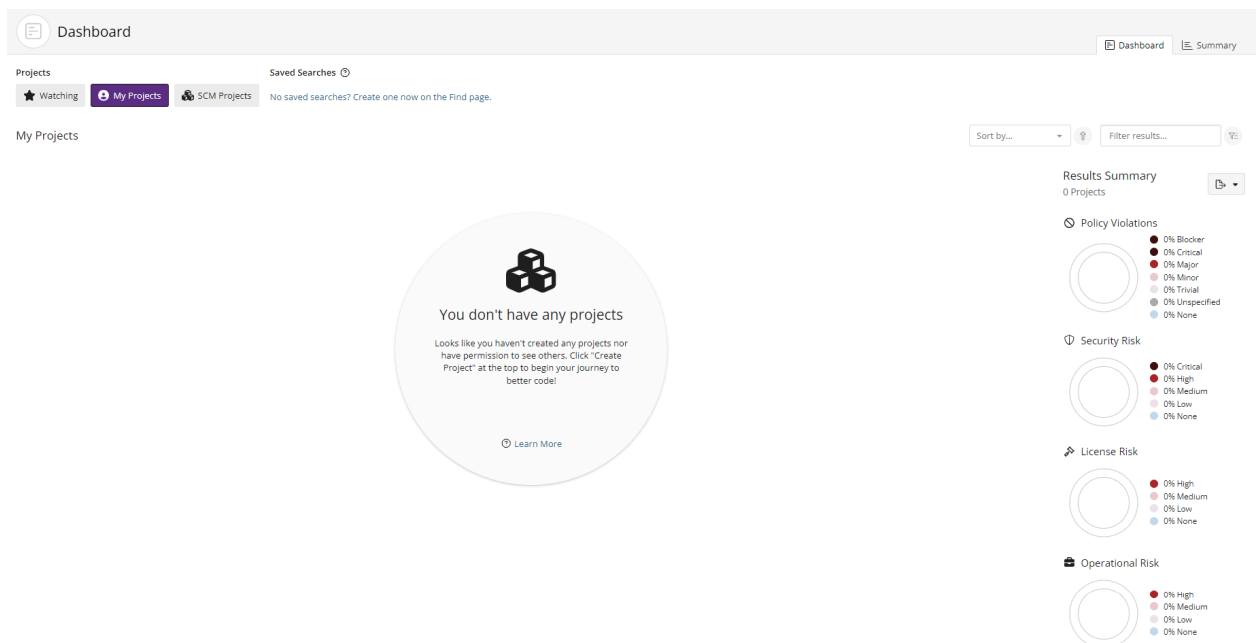 Dashboard
Dashboard
Summary
Projects
Saved Searches
Watching
My Projects
SCM Projects
No saved searches? Create one now on the Find page.
My Projects
Sort by...
Filter results...
Results Summary
0 Projects
You don't have any projects
Looks like you haven't created any projects nor
have permission to see others. Click "Create
Project" at the top to begin your journey to
better code!
Learn More
Policy Violations
0% Blocker
0% Critical
0% Major
0% Minor
0% Trivial
0% Unspecified
0% None
Security Risk
0% Critical
0% High
0% Medium
0% Low
0% None
License Risk
0% High
0% Medium
0% Low
0% None
Operational Risk
0% High
0% Medium
0% Low
0% None